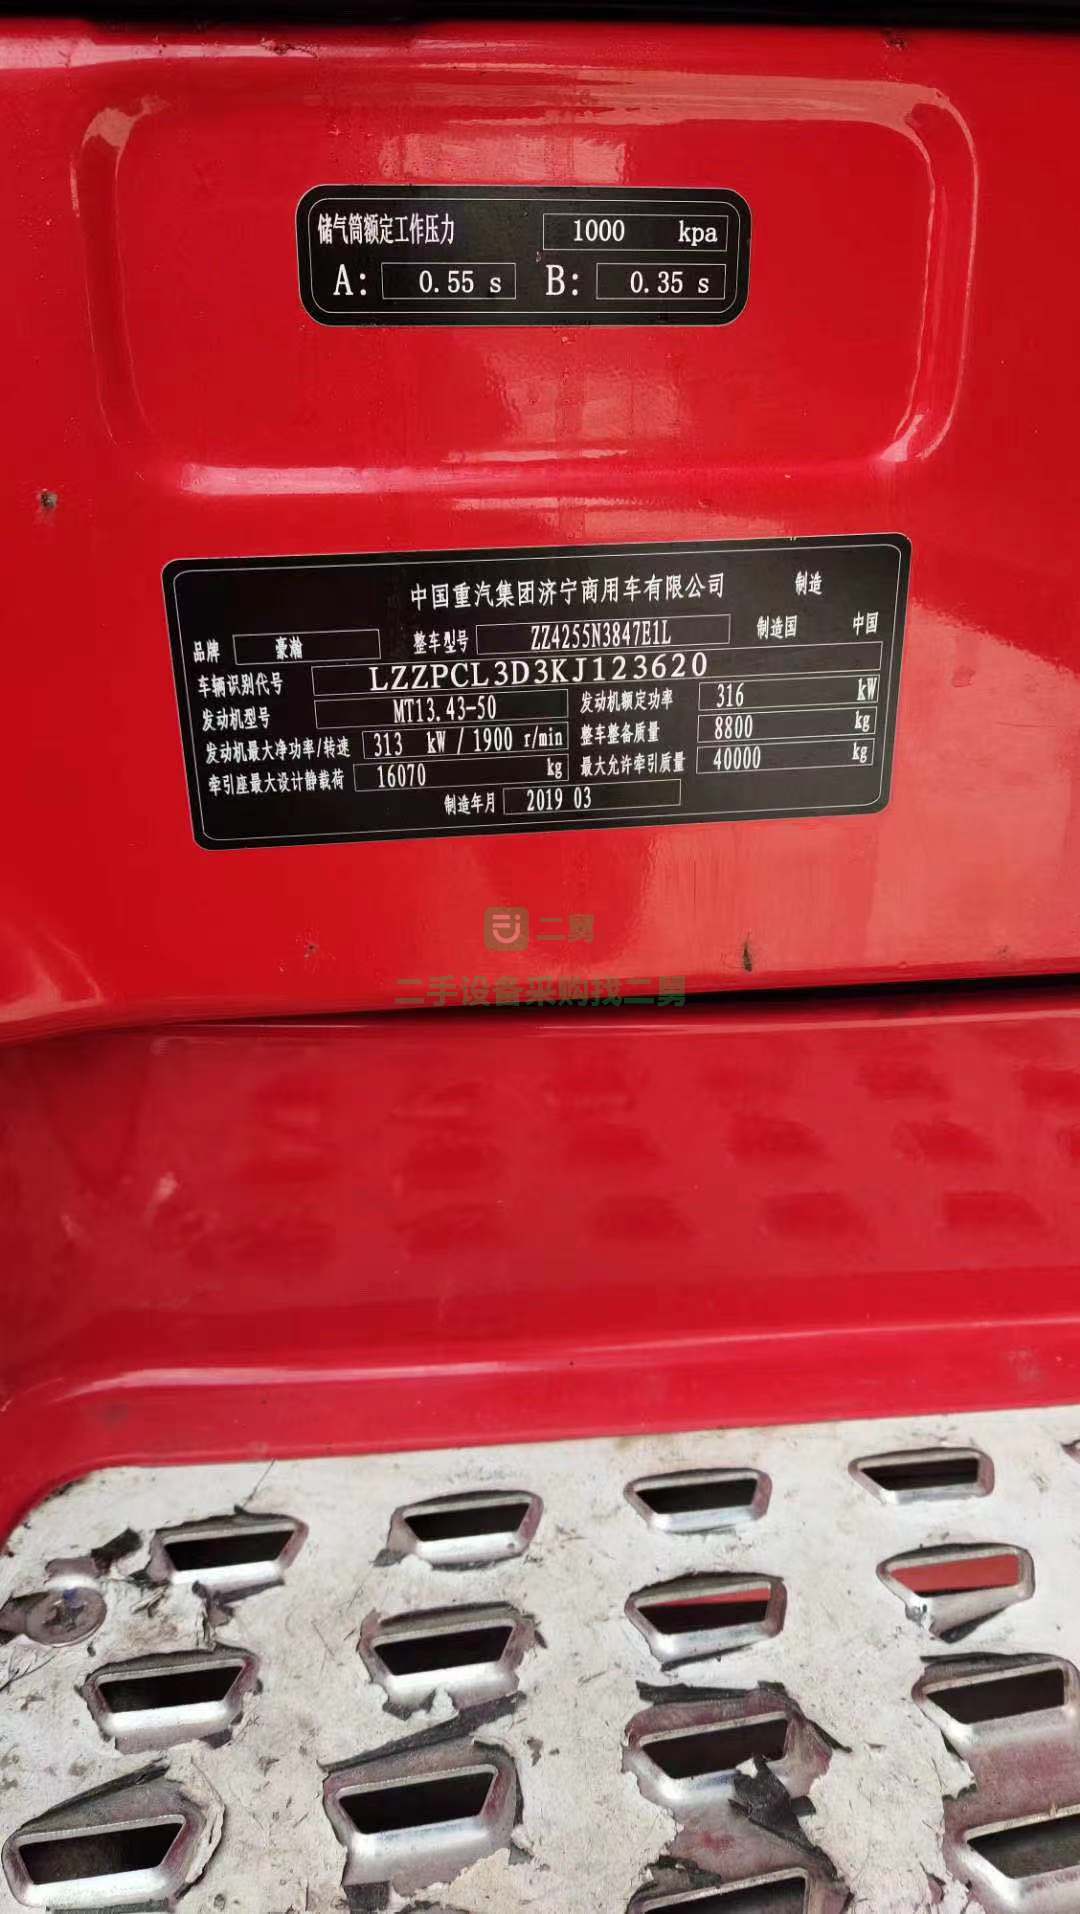 储气筒额定工作压力 1000 kpa
A: 0.55 s B: 0.35 s
中国重汽集团济宁商用车有限公司 制造
品牌 豪瀚 整车型号 ZZ4255N3847E1L 制造国 中国
车辆识别代号 LZZPCL3D3KJ123620
发动机型号 MT13.43-50 发动机额定功率 316 kW
发动机最大净功率/转速 313 kW / 1900 r/min 整车整备质量 8800 kg
牵引座最大设计静载荷 16070 kg 最大允许牵引质量 40000 kg
制造年月 2019 03
二舅
二手设备采购找二舅